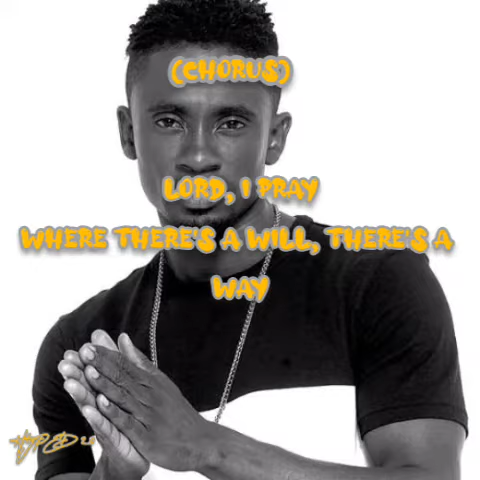 (CHORUS)
LORD, I PRAY
WHERE THERE'S A WILL, THERE'S A
WAY